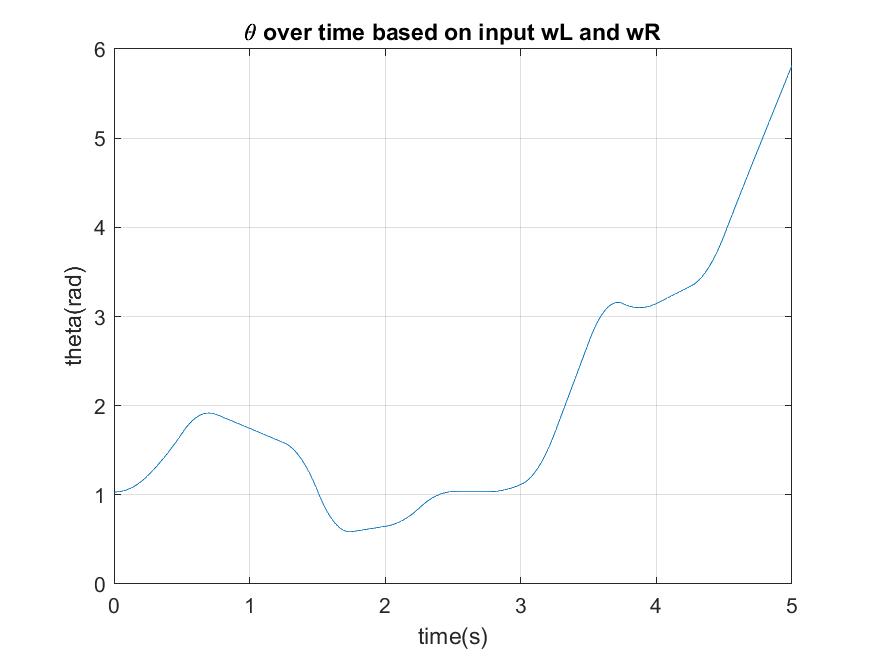 θ over time based on input wL and wR
6
5
4
3
2
1
0
theta(rad)
0 1 2 3 4 5
time(s)